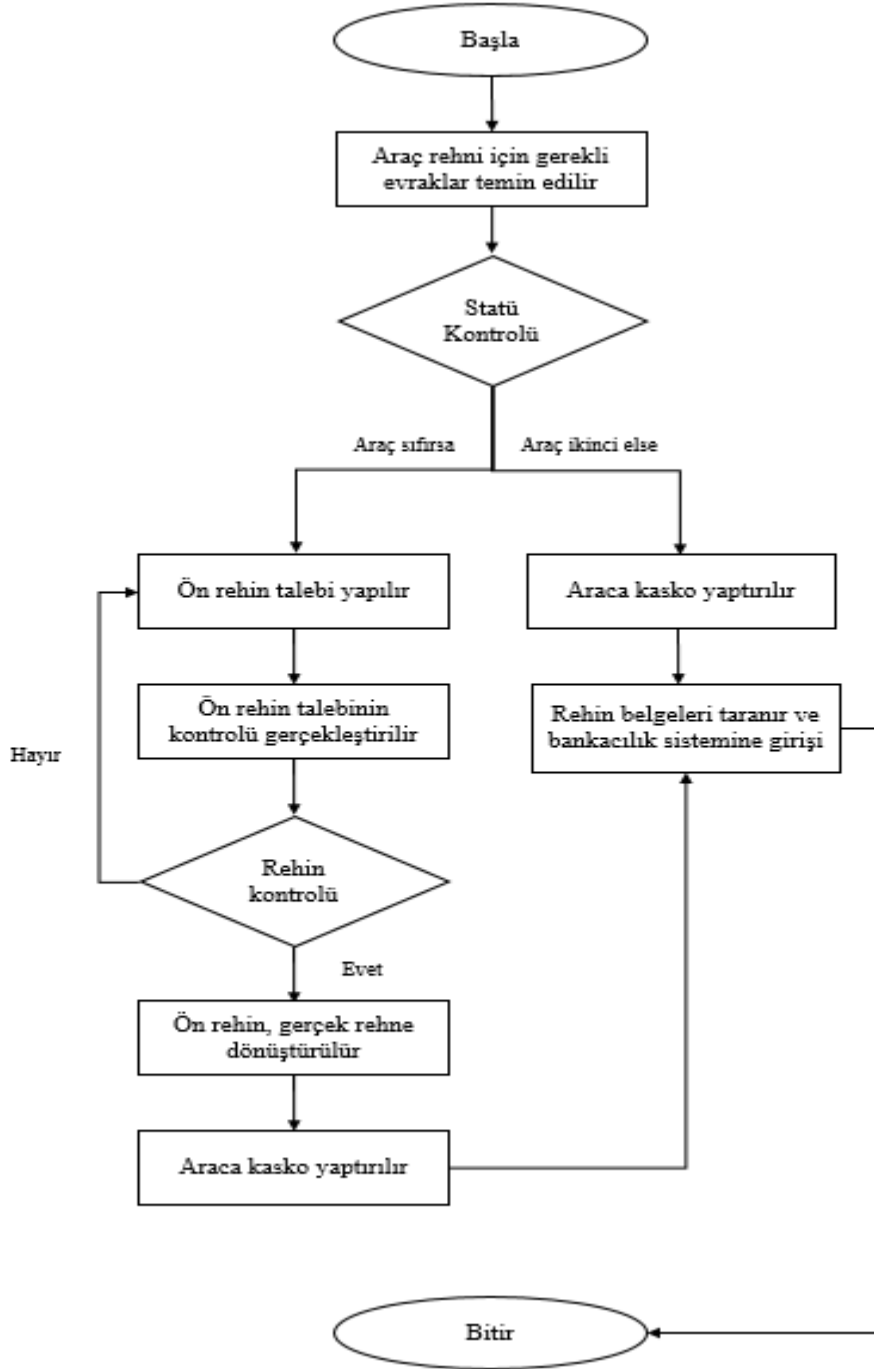 Başla
Araç rehni için gerekli
evraklar temin edilir
Statü
Kontrolü
Araç sıfırsa
Araç ikinci else
Ön rehin talebi yapılır
Araca kasko yaptırılır
Ön rehin talebinin
kontrolü gerçekleştirilir
Rehin belgeleri taranır ve
bankacılık sistemine girişi
Hayır
Rehin
kontrolü
Evet
Ön rehin, gerçek rehne
dönüştürülür
Araca kasko yaptırılır
Bitir